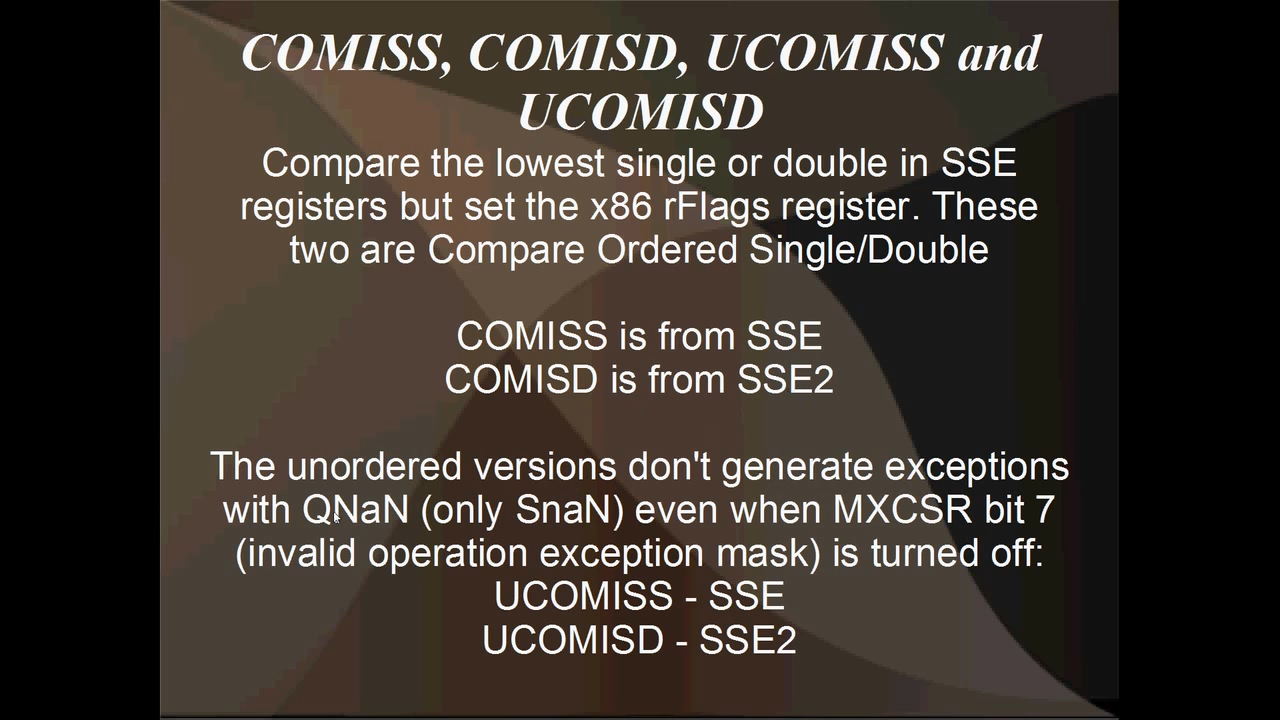 COMISS, COMISD, UCOMISS and
UCOMISD
Compare the lowest single or double in SSE
registers but set the x86 rFlags register. These
two are Compare Ordered Single/Double
COMISS is from SSE
COMISD is from SSE2
The unordered versions don't generate exceptions
with QNaN (only SnaN) even when MXCSR bit 7
(invalid operation exception mask) is turned off:
UCOMISS - SSE
UCOMISD - SSE2